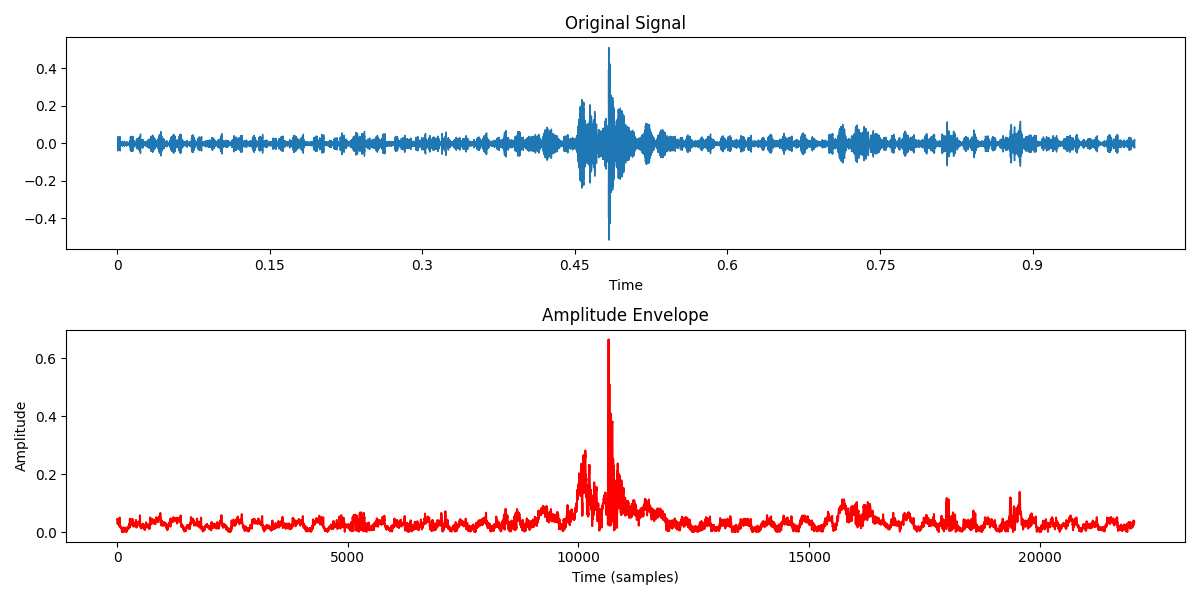 Original Signal
0.4
0.2
0.0
−0.2
−0.4
0 0.15 0.3 0.45 0.6 0.75 0.9
Time
Amplitude Envelope
Amplitude
0.6
0.4
0.2
0.0
0 5000 10000 15000 20000
Time (samples)